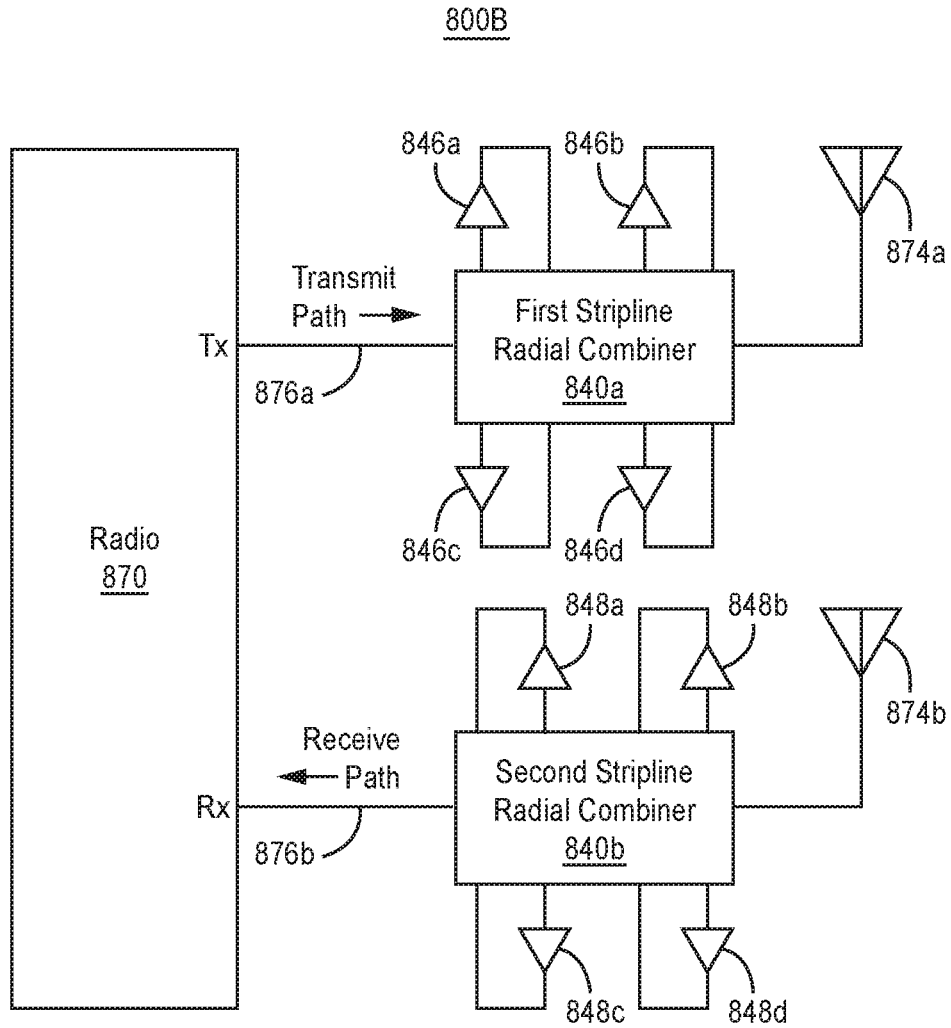 800B
846a
846b
874a
Transmit
Path
First Stripline
Radial Combiner
840a
Tx
876a
846c
846d
Radio
870
848a
848b
874b
Receive
Path
Second Stripline
Radial Combiner
840b
Rx
876b
848c
848d